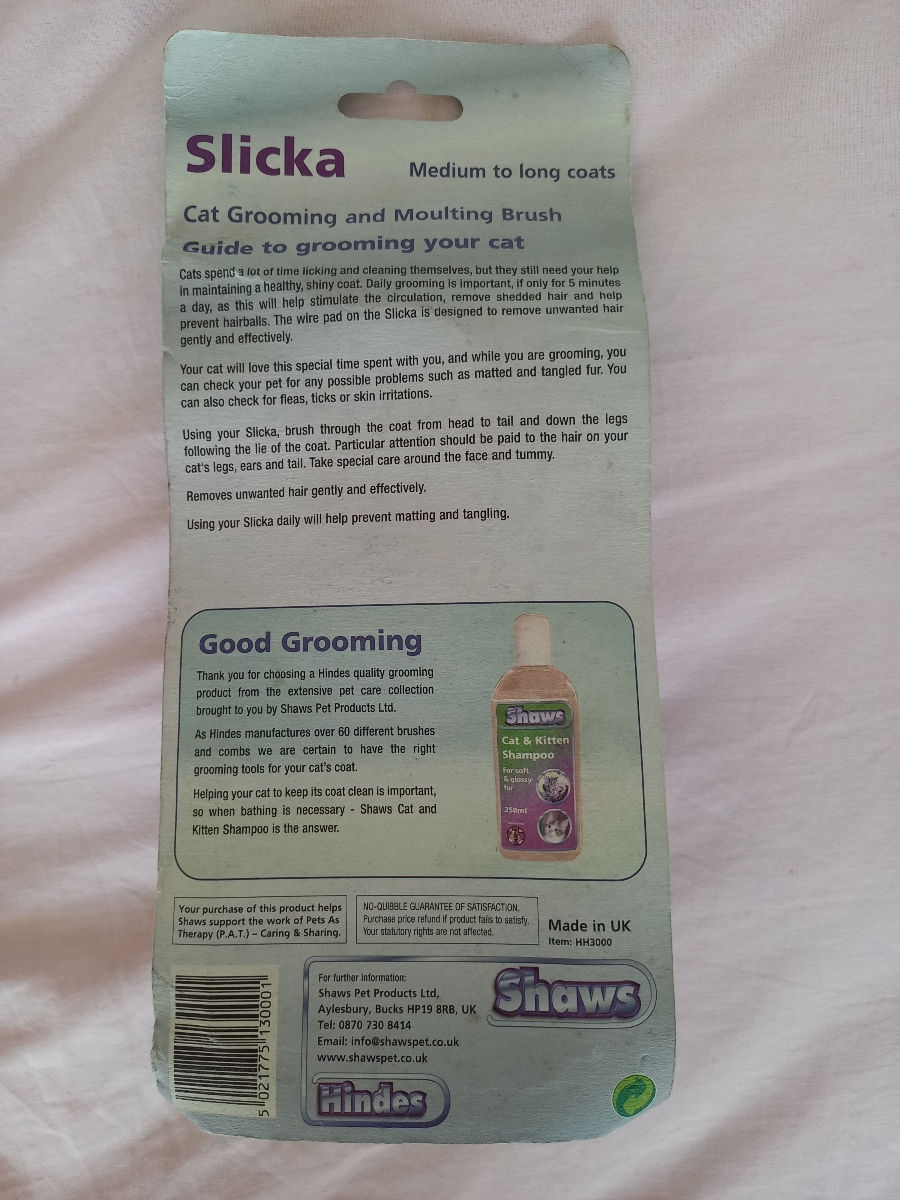 Slicka
Medium to long coats
Cat Grooming and Moulting Brush
Guide to grooming your cat
Cats spend a lot of time licking and cleaning themselves, but they still need your help
in maintaining a healthy, shiny coat. Daily grooming is important, if only for 5 minutes
a day, as this will help stimulate the circulation, remove shedded hair and help
prevent hairballs. The wire pad on the Slicka is designed to remove unwanted hair
gently and effectively.
Your cat will love this special time spent with you, and while you are grooming, you
can check your pet for any possible problems such as matted and tangled fur. You
can also check for fleas, ticks or skin irritations.
Using your Slicka, brush through the coat from head to tail and down the legs
following the lie of the coat. Particular attention should be paid to the hair on your
cat's legs, ears and tail. Take special care around the face and tummy.
Removes unwanted hair gently and effectively.
Using your Slicka daily will help prevent matting and tangling.
Good Grooming
Thank you for choosing a Hindes quality grooming
product from the extensive pet care collection
brought to you by Shaws Pet Products Ltd.
As Hindes manufactures over 60 different brushes
and combs we are certain to have the right
grooming tools for your cat's coat.
Helping your cat to keep its coat clean is important,
so when bathing is necessary - Shaws Cat and
Kitten Shampoo is the answer.
Shaws
Cat & Kitten
Shampoo
For soft
& glossy
fur
250ml
Your purchase of this product helps
Shaws support the work of Pets As
Therapy (P.A.T.) – Caring & Sharing.
NO-QUIBBLE GUARANTEE OF SATISFACTION.
Purchase price refund if product fails to satisfy.
Your statutory rights are not affected.
Made in UK
Item: HH3000
5 021775 130001
For further information:
Shaws Pet Products Ltd,
Aylesbury, Bucks HP19 8RB, UK
Tel: 0870 730 8414
Email: info@shawspet.co.uk
www.shawspet.co.uk
Shaws
Hindes